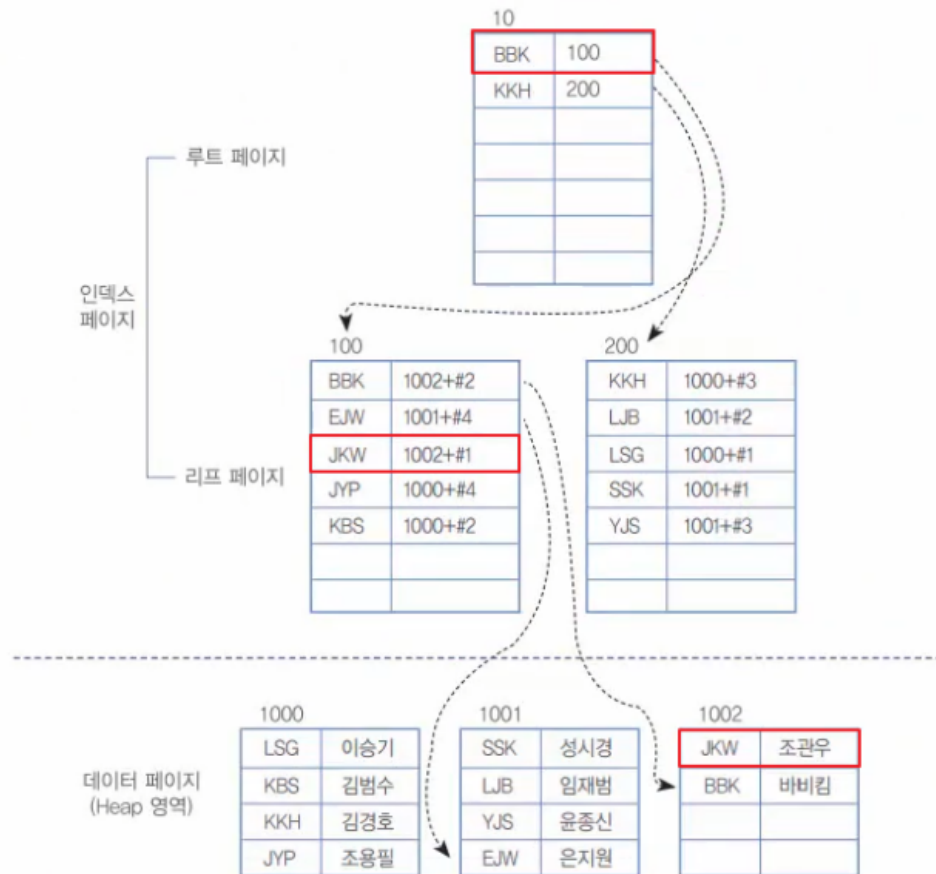 10
BBK 100
KKH 200
루트 페이지
인덱스
페이지
100
BBK 1002+#2
EJW 1001+#4
JKW 1002+#1
JYP 1000+#4
KBS 1000+#2
200
KKH 1000+#3
LJB 1001+#2
LSG 1000+#1
SSK 1001+#1
YJS 1001+#3
리프 페이지
데이터 페이지
(Heap 영역)
1000
LSG 이승기
KBS 김범수
KKH 김경호
JYP 조용필
1001
SSK 성시경
LJB 임재범
YJS 윤종신
EJW 은지원
1002
JKW 조관우
BBK 바비킴